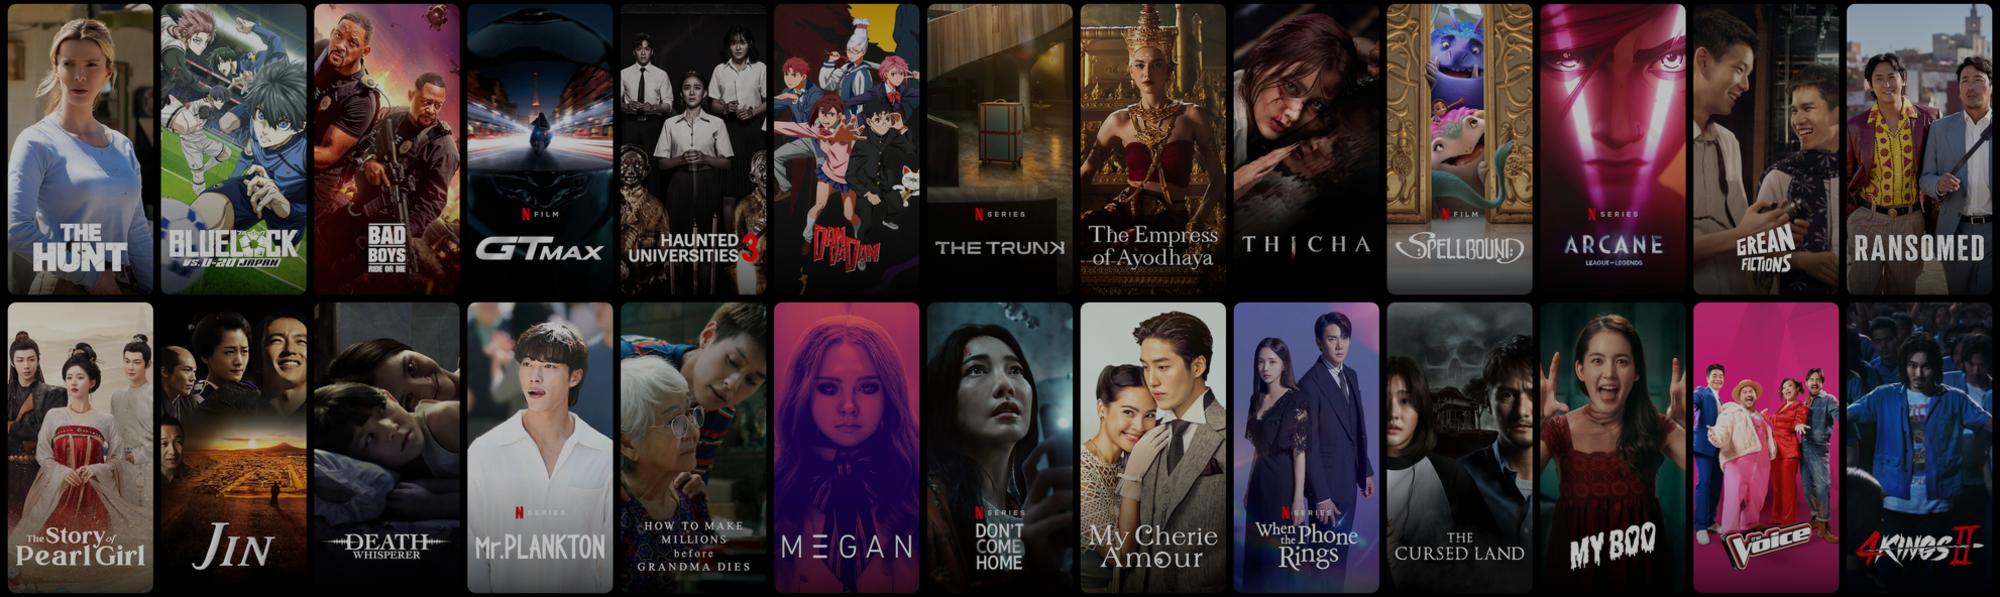 THE
HUNT
BLUELOCK
VS. U-20 JAPAN
BAD
BOYS
RIDE OR DIE
N FILM
GTMAX
HAUNTED
UNIVERSITIES 3
DAN DA DAN
N SERIES
THE TRUNK
The Empress
of Ayodhaya
THICHA
N FILM
SPELLBOUND
N SERIES
ARCANE
LEAGUE OF LEGENDS
GREAN
FICTIONS
RANSOMED
The Story of
Pearl Girl
JIN
DEATH
WHISPERER
N SERIES
Mr.PLANKTON
HOW TO MAKE
MILLIONS
before
GRANDMA DIES
MEGAN
N SERIES
DON'T
COME
HOME
My Cherie
Amour
N SERIES
When the Phone
Rings
THE
CURSED LAND
MY BOO
The Voice
4KINGS II